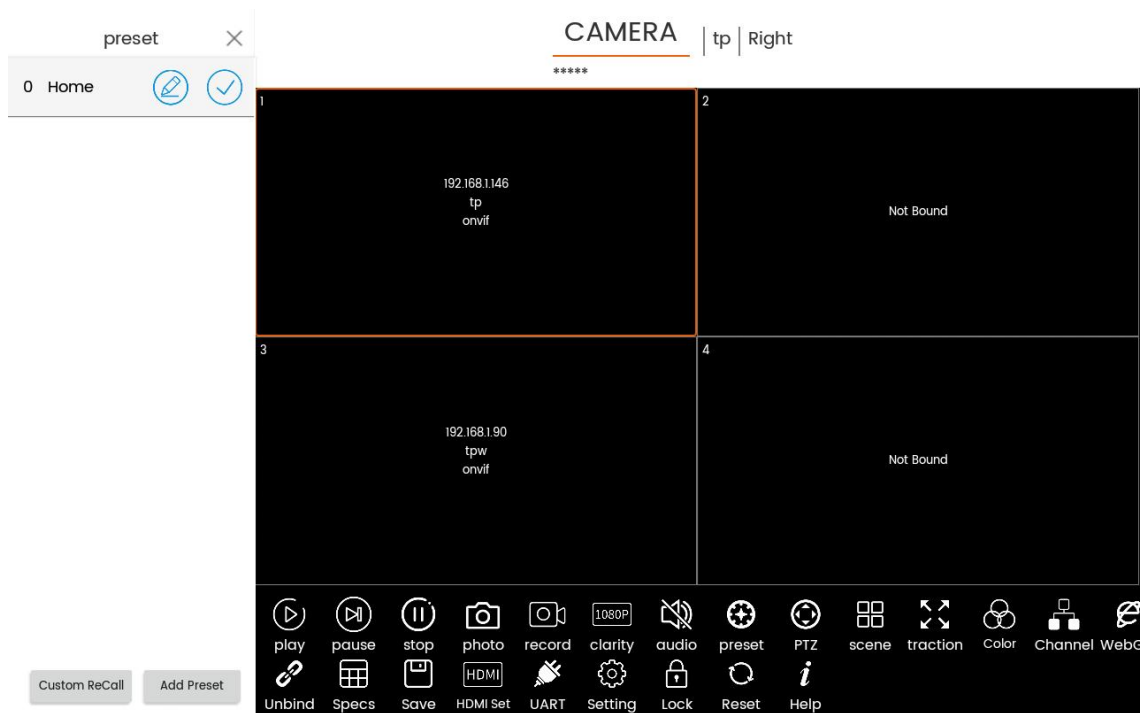 preset
0 Home
Custom ReCall
Add Preset
CAMERA
tp
Right
*****
1
192.168.1.146
tp
onvif
2
Not Bound
3
192.168.1.90
tpw
onvif
4
Not Bound
play
pause
stop
photo
record
1080P
clarity
audio
preset
PTZ
scene
traction
Color
Channel
Unbind
Specs
Save
HDMI
HDMI Set
UART
Setting
Lock
Reset
Help